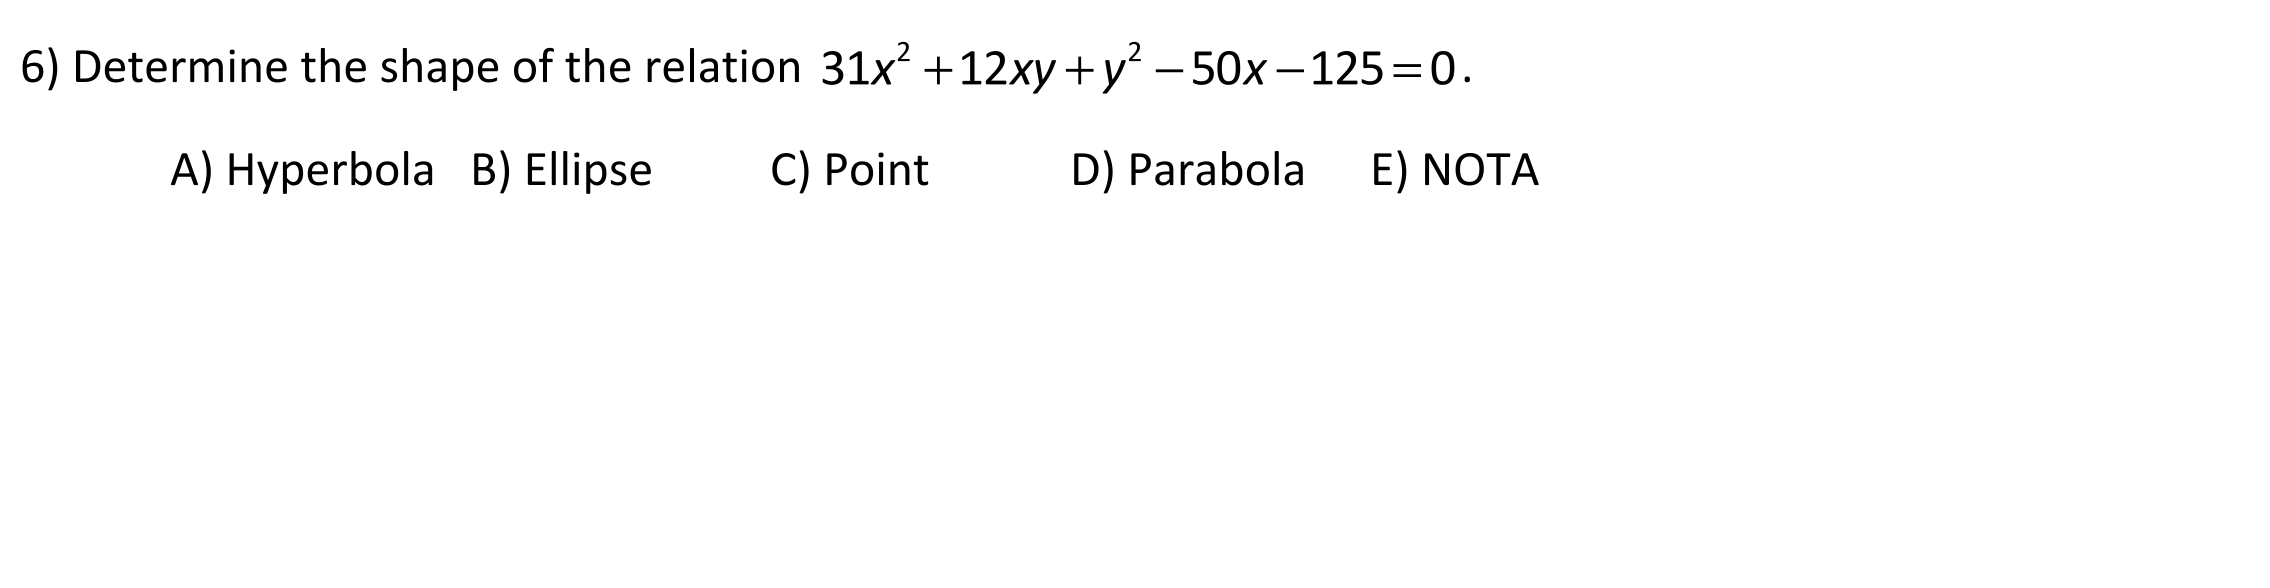 6) Determine the shape of the relation 31x² +12xy + y² − 50x − 125 = 0.
A) Hyperbola B) Ellipse C) Point D) Parabola E) NOTA